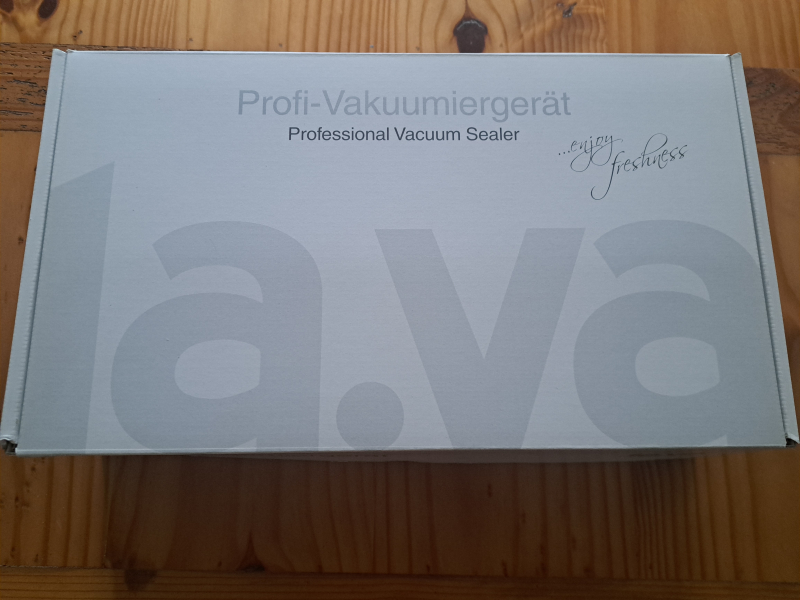 Profi-Vakuumiergerät
Professional Vacuum Sealer
...enjoy
freshness
la.va